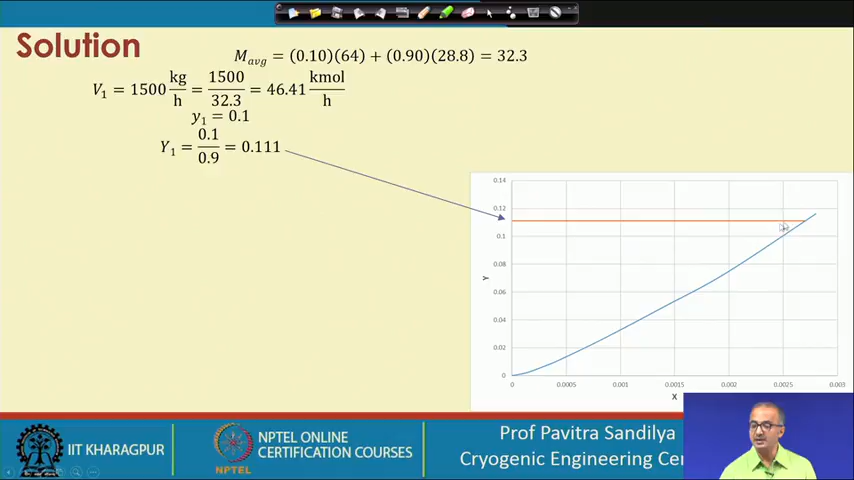 Solution
M_avg = (0.10)(64) + (0.90)(28.8) = 32.3
V₁ = 1500 kg/h = 1500/32.3 = 46.41 kmol/h
y₁ = 0.1
Y₁ = 0.1/0.9 = 0.111
0.14
0.12
0.1
0.08
0.06
0.04
0.02
0
Y
0 0.0005 0.001 0.0015 0.002 0.0025 0.003
X
IIT KHARAGPUR
NPTEL
NPTEL ONLINE
CERTIFICATION COURSES
Prof Pavitra Sandilya
Cryogenic Engineering Cen